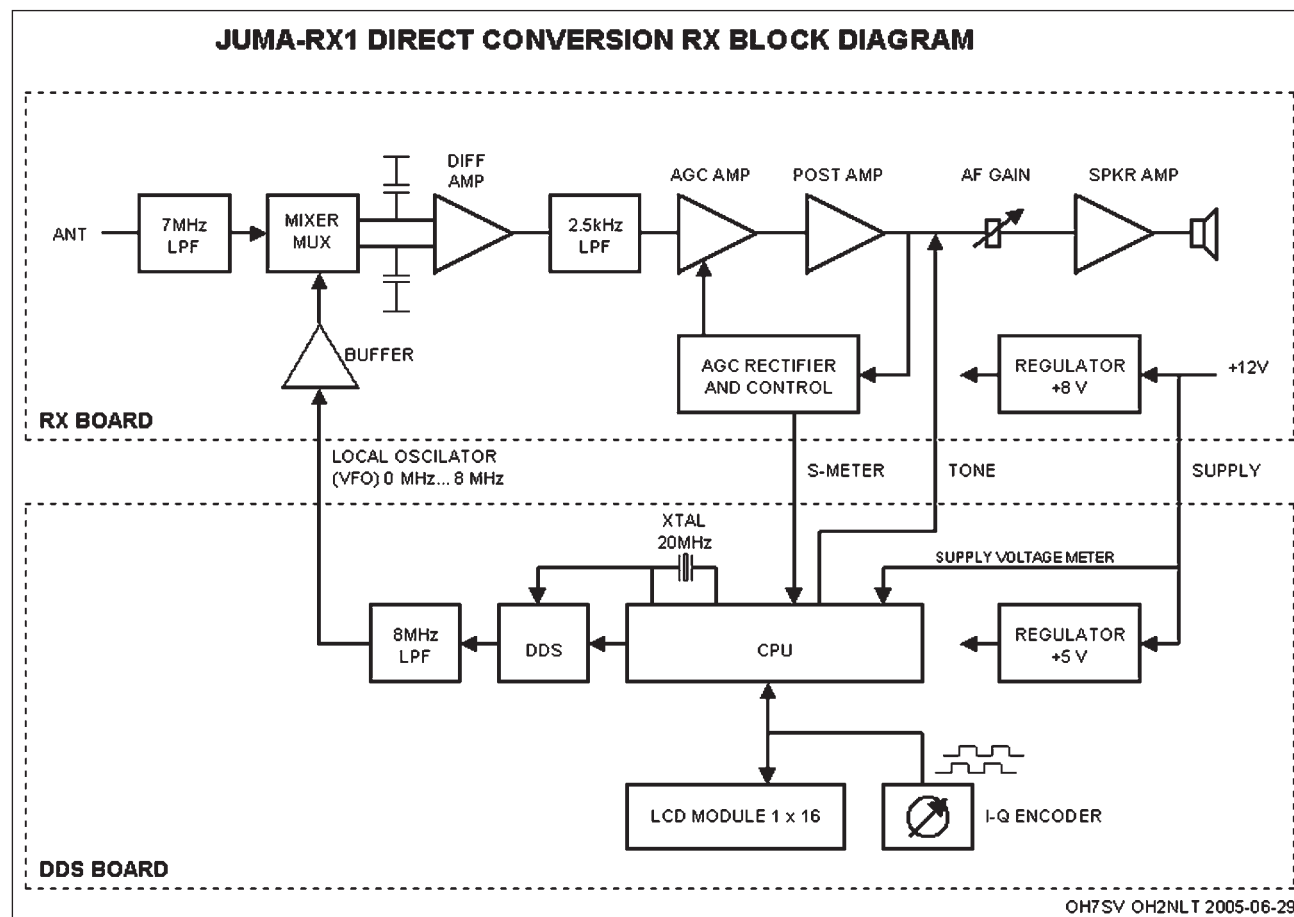 JUMA-RX1 DIRECT CONVERSION RX BLOCK DIAGRAM
DIFF
AMP
AGC AMP
POST AMP
AF GAIN
SPKR AMP
ANT
7MHz
LPF
MIXER
MUX
2.5kHz
LPF
BUFFER
AGC RECTIFIER
AND CONTROL
REGULATOR
+8 V
+12V
RX BOARD
LOCAL OSCILATOR
(VFO) 0 MHz... 8 MHz
S-METER
TONE
SUPPLY
XTAL
20MHz
SUPPLY VOLTAGE METER
8MHz
LPF
DDS
CPU
REGULATOR
+5 V
LCD MODULE 1 x 16
I-Q ENCODER
DDS BOARD
OH7SV OH2NLT 2005-06-29